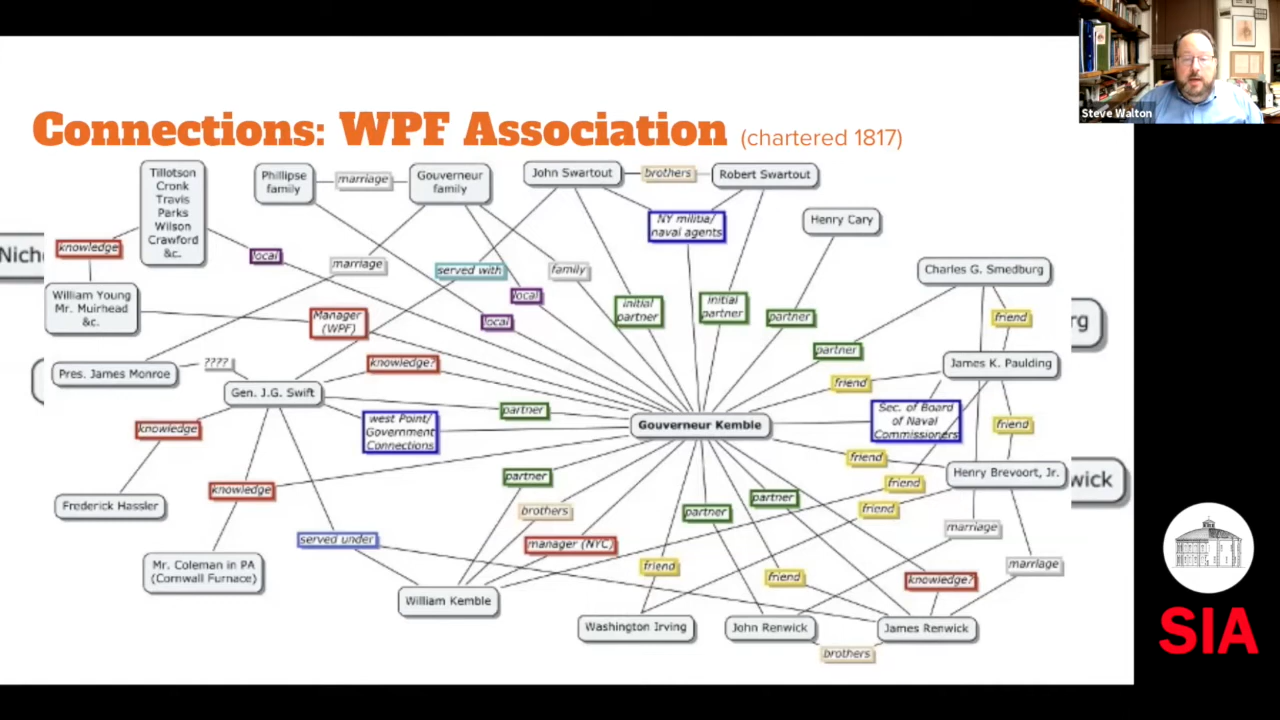 Steve Walton
Connections: WPF Association (chartered 1817)
Tillotson
Cronk
Travis
Parks
Wilson
Crawford
&c.
Phillipse
family
marriage
Gouverneur
family
John Swartout
brothers
Robert Swartout
NY militia/
naval agents
Henry Cary
Nich
knowledge
local
marriage
served with
family
Charles G. Smedburg
William Young
Mr. Muirhead
&c.
Manager
(WPF)
local
local
initial
partner
initial
partner
partner
friend
rg
Pres. James Monroe
????
knowledge?
partner
friend
James K. Paulding
Gen. J.G. Swift
partner
west Point/
Government
Connections
Gouverneur Kemble
Sec. of Board
of Naval
Commissioners
friend
knowledge
friend
Henry Brevoort, Jr.
wick
Frederick Hassler
knowledge
partner
brothers
partner
partner
friend
friend
served under
manager (NYC)
marriage
Mr. Coleman in PA
(Cornwall Furnace)
friend
friend
knowledge?
marriage
William Kemble
Washington Irving
John Renwick
James Renwick
brothers
SIA